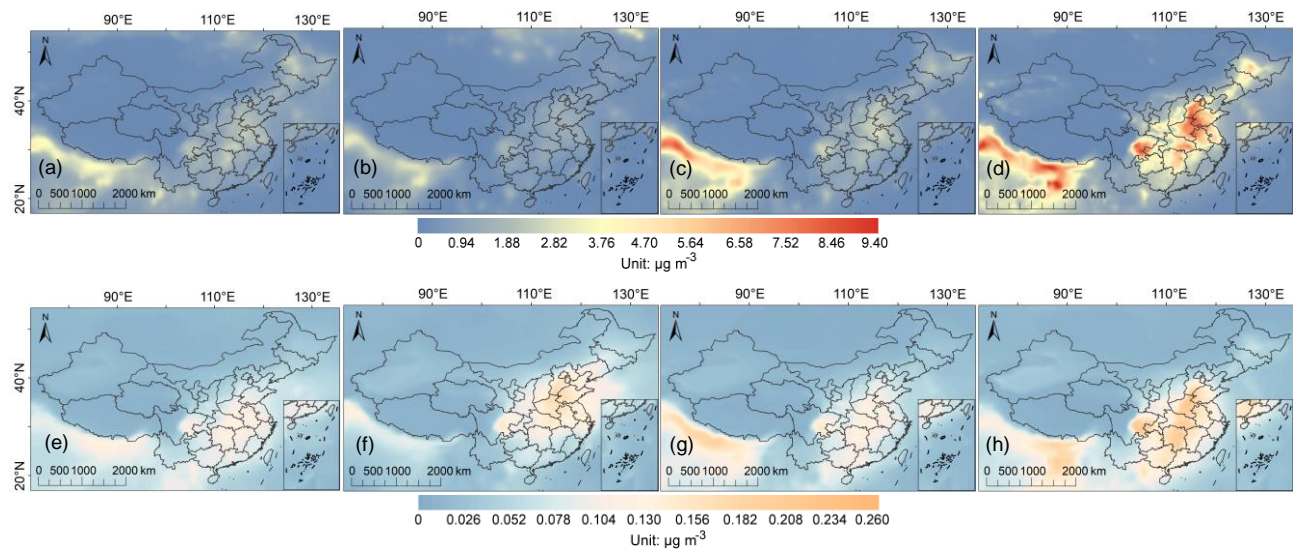 90°E 110°E 130°E 90°E 110°E 130°E 90°E 110°E 130°E 90°E 110°E 130°E
N N N N
40°N
(a) (b) (c) (d)
0 500 1000 2000 km 0 500 1000 2000 km 0 500 1000 2000 km 0 500 1000 2000 km
20°N
0 0.94 1.88 2.82 3.76 4.70 5.64 6.58 7.52 8.46 9.40
Unit: µg m⁻³
90°E 110°E 130°E 90°E 110°E 130°E 90°E 110°E 130°E 90°E 110°E 130°E
N N N N
40°N
(e) (f) (g) (h)
0 500 1000 2000 km 0 500 1000 2000 km 0 500 1000 2000 km 0 500 1000 2000 km
20°N
0 0.026 0.052 0.078 0.104 0.130 0.156 0.182 0.208 0.234 0.260
Unit: µg m⁻³